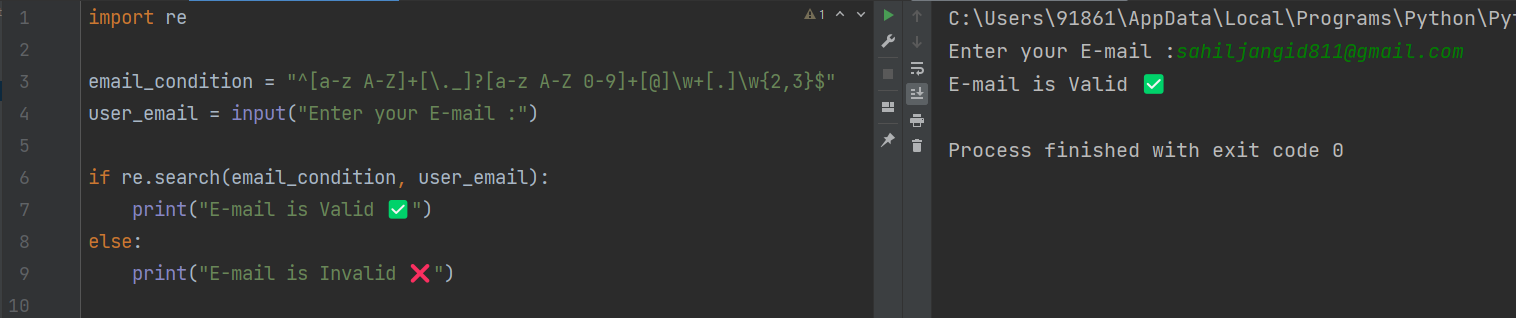 1 import re
2
3 email_condition = "^[a-z A-Z]+[\._]?[a-z A-Z 0-9]+[@]\w+[.]\w{2,3}$"
4 user_email = input("Enter your E-mail :")
5
6 if re.search(email_condition, user_email):
7     print("E-mail is Valid ✅")
8 else:
9     print("E-mail is Invalid ❌")
10
1
C:\Users\91861\AppData\Local\Programs\Python\Py
Enter your E-mail :sahiljangid811@gmail.com
E-mail is Valid ✅
Process finished with exit code 0